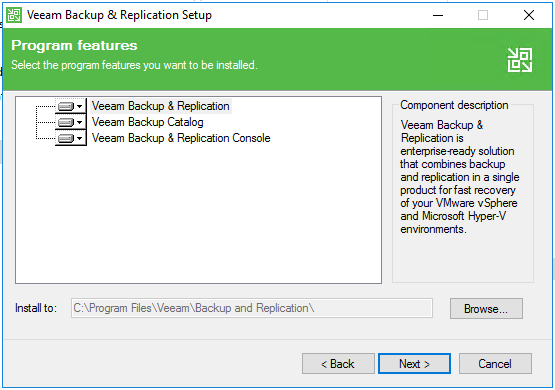 Veeam Backup & Replication Setup
Program features
Select the program features you want to be installed.
Veeam Backup & Replication
Veeam Backup Catalog
Veeam Backup & Replication Console
Component description
Veeam Backup &
Replication is
enterprise-ready solution
that combines backup
and replication in a single
product for fast recovery
of your VMware vSphere
and Microsoft Hyper-V
environments.
Install to:
C:\Program Files\Veeam\Backup and Replication\
Browse...
< Back
Next >
Cancel